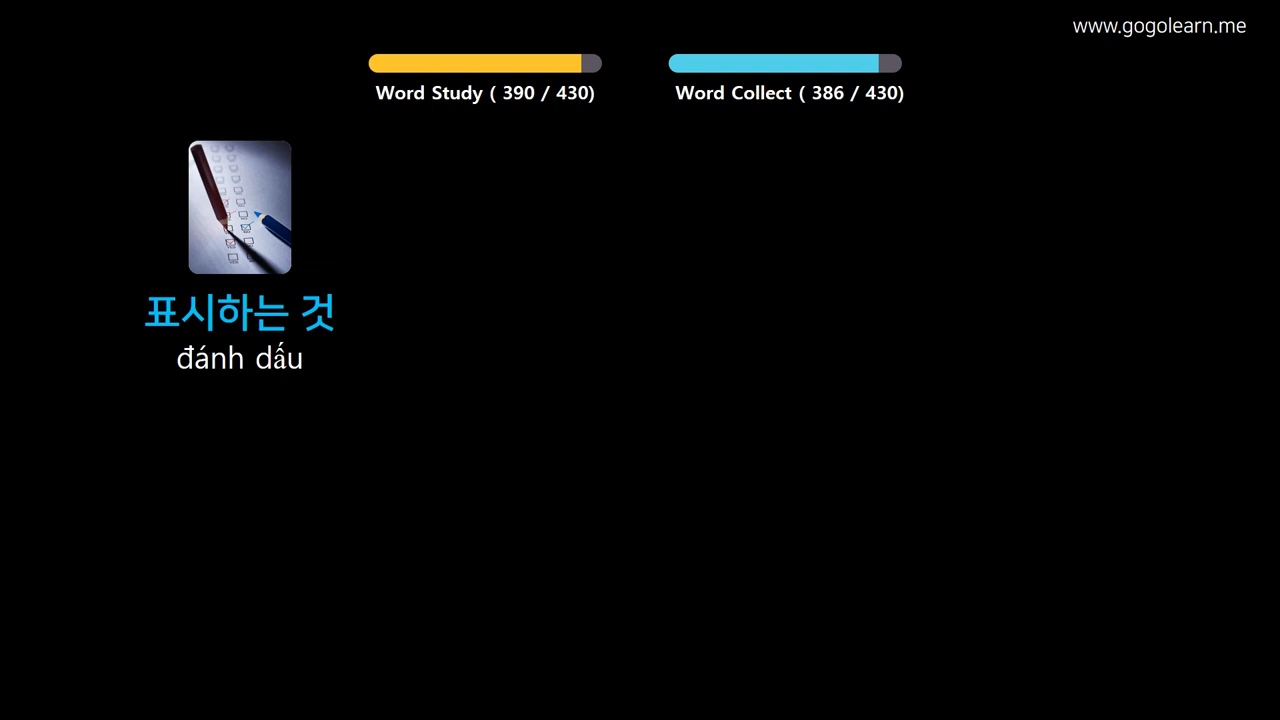 www.gogolearn.me
Word Study ( 390 / 430)
Word Collect ( 386 / 430)
표시하는 것
đánh dấu